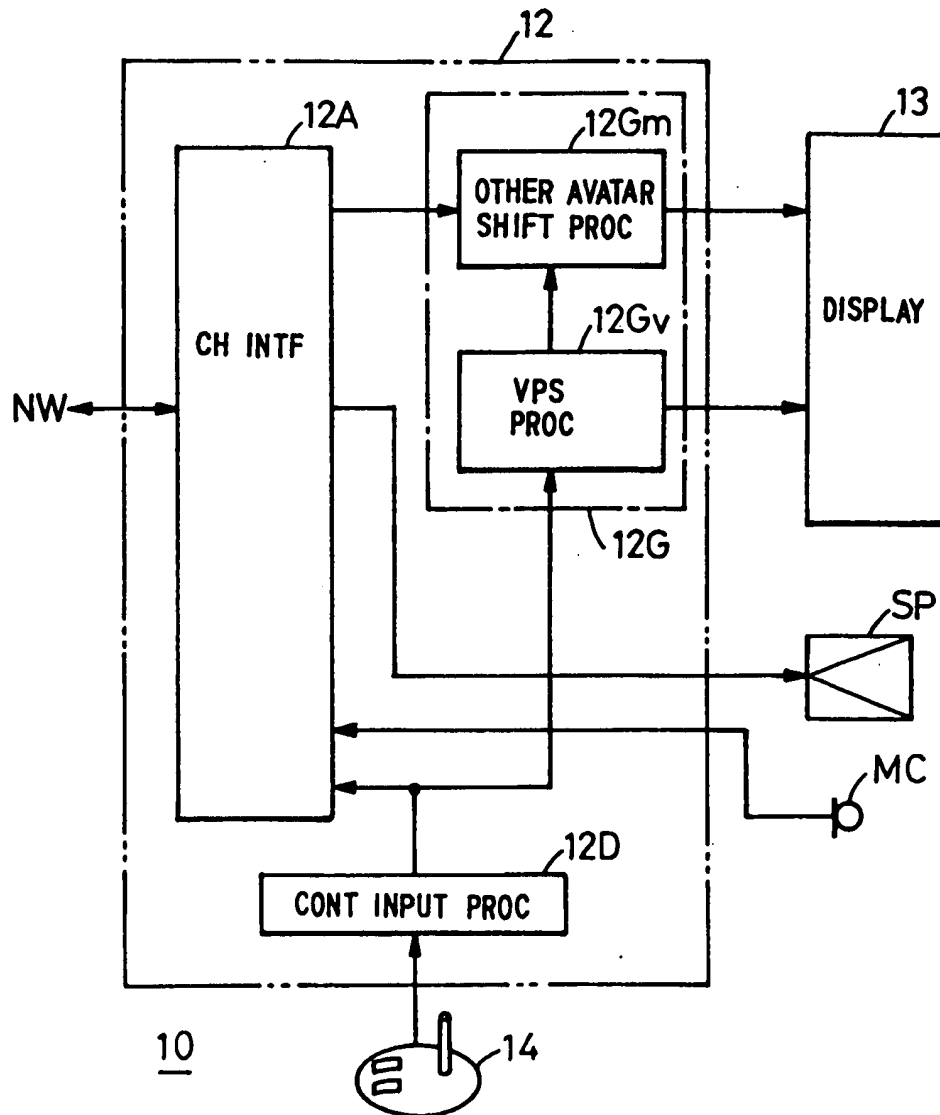 12
12A
12Gm
13
OTHER AVATAR
SHIFT PROC
CH INTF
12Gv
DISPLAY
VPS
PROC
NW
12G
SP
MC
12D
CONT INPUT PROC
10
14